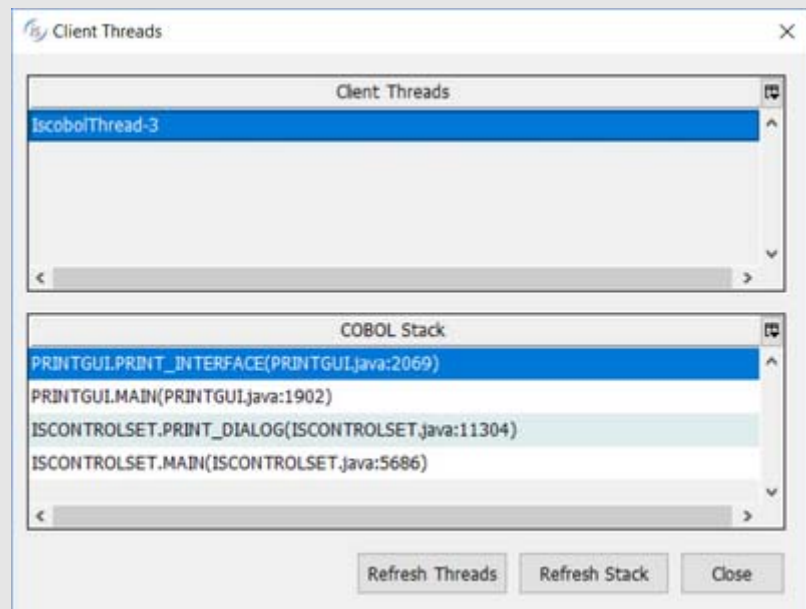 Client Threads
Client Threads
IscobolThread-3
COBOL Stack
PRINTGUI.PRINT_INTERFACE(PRINTGUI.java:2069)
PRINTGUI.MAIN(PRINTGUI.java:1902)
ISCONTROLSET.PRINT_DIALOG(ISCONTROLSET.java:11304)
ISCONTROLSET.MAIN(ISCONTROLSET.java:5686)
Refresh Threads Refresh Stack Close